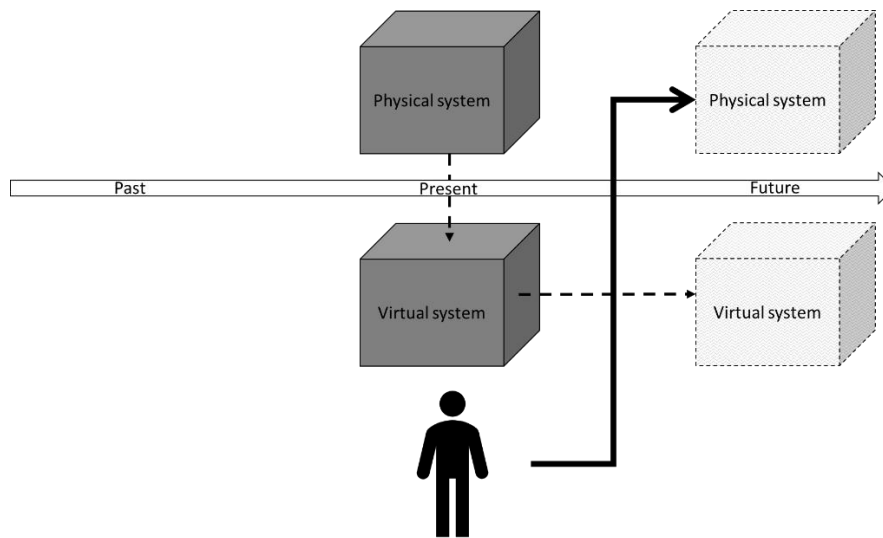 Physical system
Physical system
Past
Present
Future
Virtual system
Virtual system